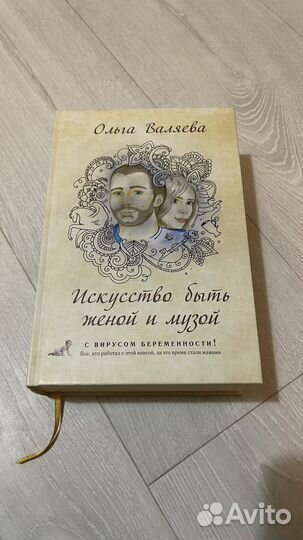 Ольга Валяева
Искусство быть
женой и музой
С ВИРУСОМ БЕРЕМЕННОСТИ!
Все, кто работал с этой книгой, за это время стали мамами
Avito